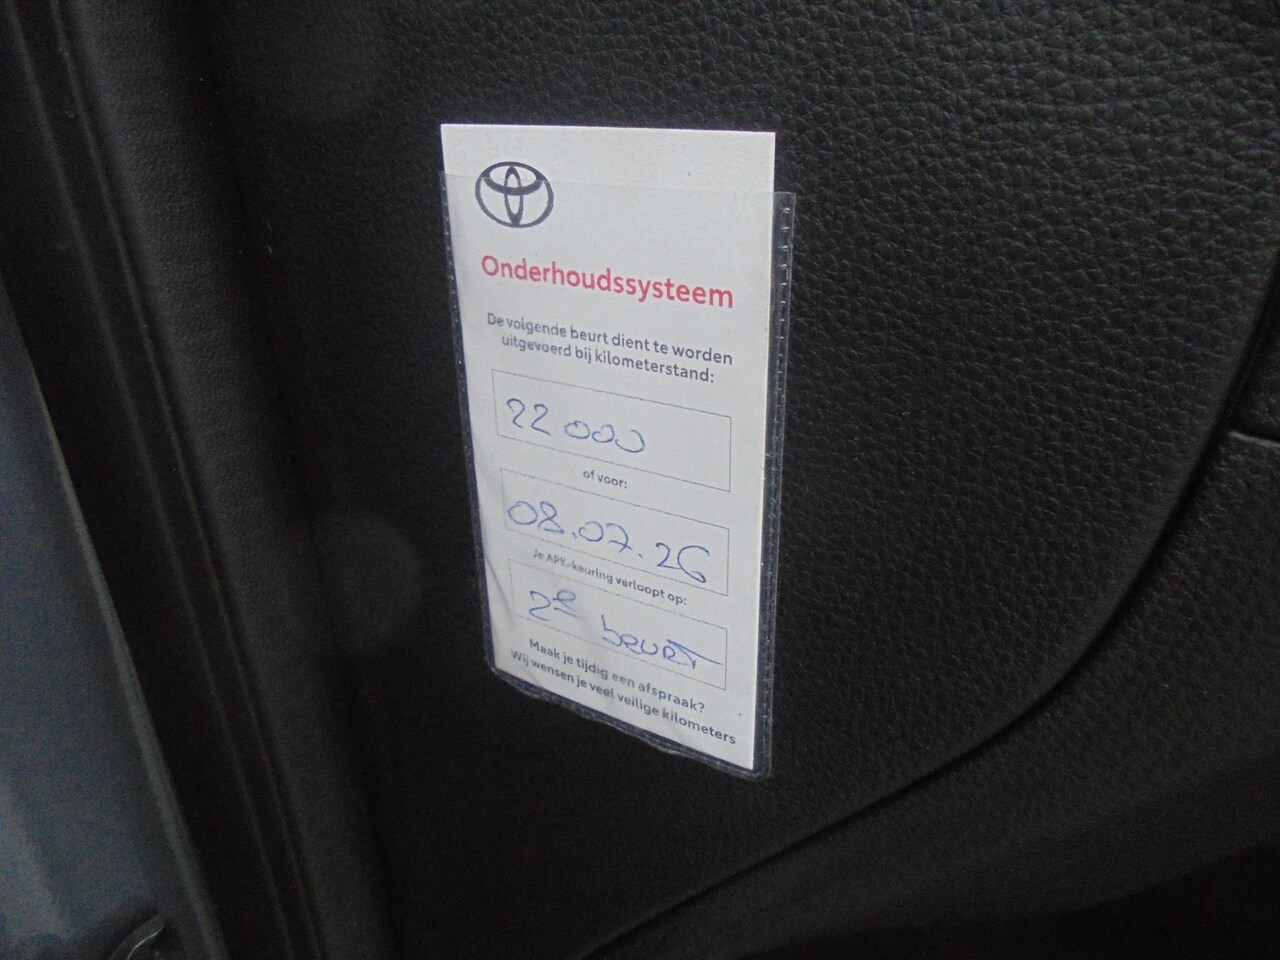 Onderhoudssysteem
De volgende beurt dient te worden
uitgevoerd bij kilometerstand:
22 000
of voor:
08.07.26
Je APK-keuring verloopt op:
2e beurt
Maak je tijdig een afspraak?
Wij wensen je veel veilige kilometers